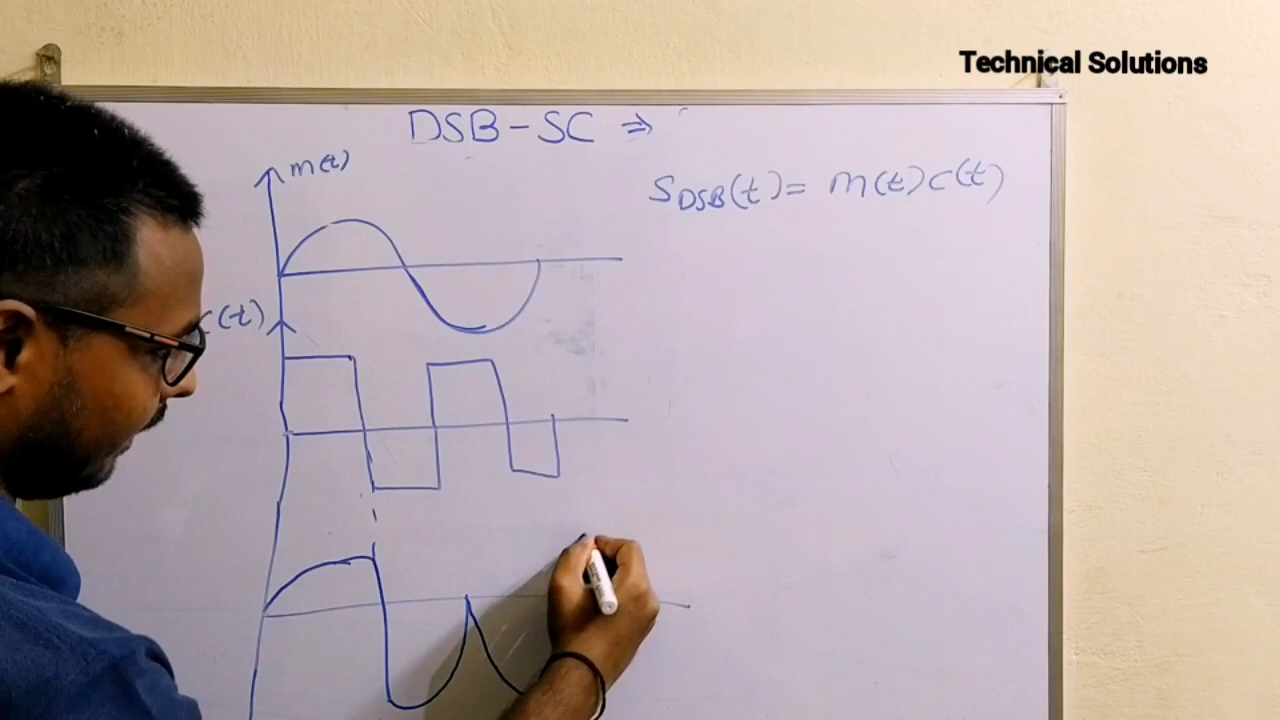 Technical Solutions
DSB-SC ⇒
m(t)
S_DSB(t) = m(t) c(t)
c(t)